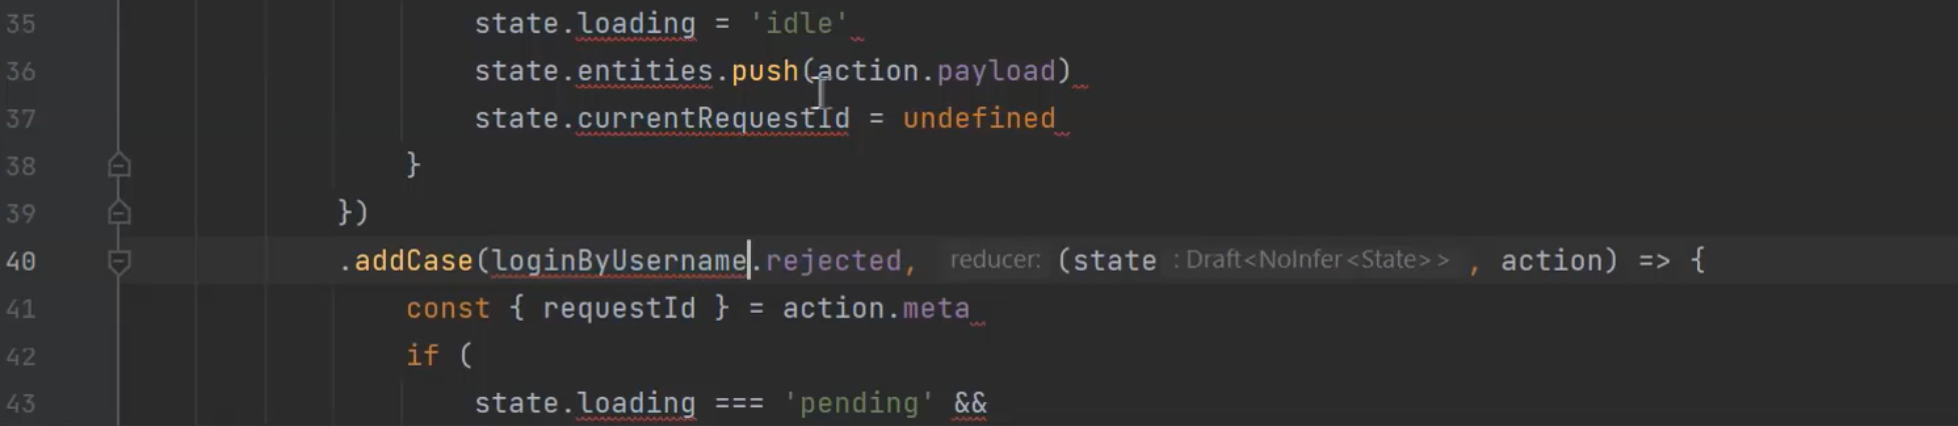 35 state.loading = 'idle'
36 state.entities.push(action.payload)
37 state.currentRequestId = undefined
38 }
39 })
40 .addCase(loginByUsername.rejected, reducer: (state : Draft<NoInfer<State>> , action) => {
41 const { requestId } = action.meta
42 if (
43 state.loading === 'pending' &&